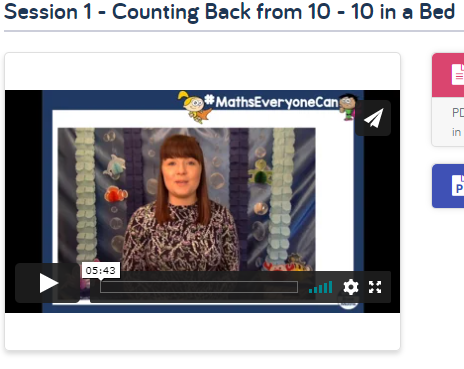 Session 1 - Counting Back from 10 - 10 in a Bed
#MathsEveryoneCan
PD
in
05:43
P